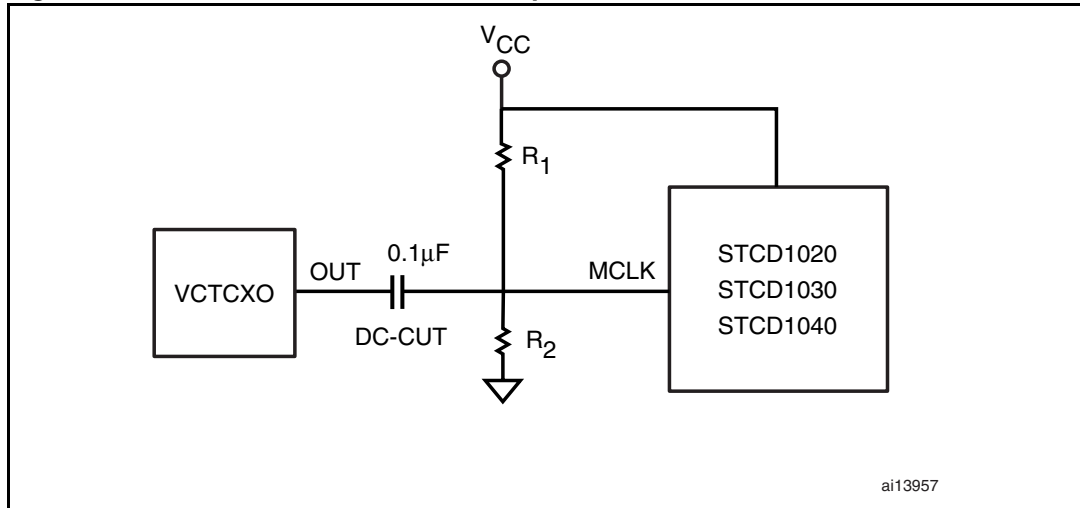 VCC
R1
VCTCXO
OUT
0.1μF
DC-CUT
MCLK
R2
STCD1020
STCD1030
STCD1040
ai13957